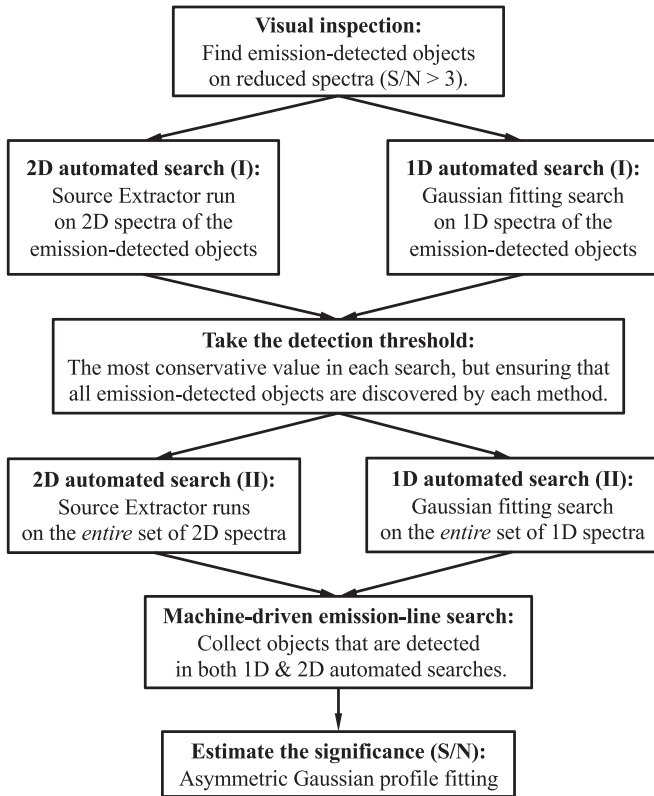 Visual inspection:
Find emission-detected objects
on reduced spectra (S/N > 3).
2D automated search (I):
Source Extractor run
on 2D spectra of the
emission-detected objects
1D automated search (I):
Gaussian fitting search
on 1D spectra of the
emission-detected objects
Take the detection threshold:
The most conservative value in each search, but ensuring that
all emission-detected objects are discovered by each method.
2D automated search (II):
Source Extractor runs
on the entire set of 2D spectra
1D automated search (II):
Gaussian fitting search
on the entire set of 1D spectra
Machine-driven emission-line search:
Collect objects that are detected
in both 1D & 2D automated searches.
Estimate the significance (S/N):
Asymmetric Gaussian profile fitting